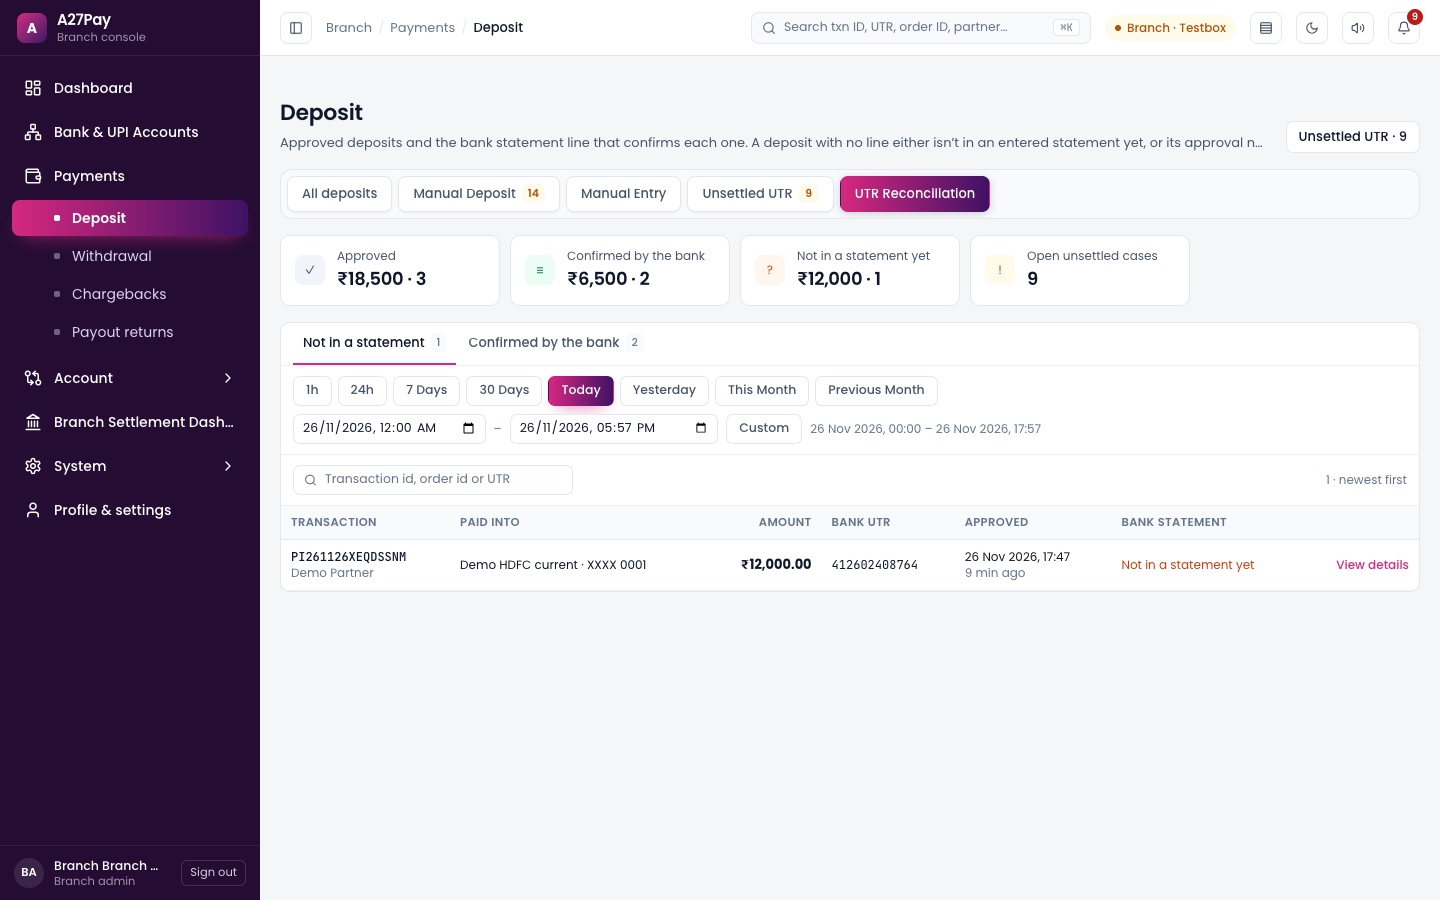 A
A27Pay
Branch console
Dashboard
Bank & UPI Accounts
Payments
Deposit
Withdrawal
Chargebacks
Payout returns
Account
Branch Settlement Dash...
System
Profile & settings
BA
Branch Branch ...
Branch admin
Sign out
Branch / Payments / Deposit
Search txn ID, UTR, order ID, partner... ⌘K
Branch · Testbox
9
Deposit
Approved deposits and the bank statement line that confirms each one. A deposit with no line either isn't in an entered statement yet, or its approval n...
Unsettled UTR · 9
All deposits
Manual Deposit 14
Manual Entry
Unsettled UTR 9
UTR Reconciliation
✓
Approved
₹18,500 · 3
≡
Confirmed by the bank
₹6,500 · 2
?
Not in a statement yet
₹12,000 · 1
!
Open unsettled cases
9
Not in a statement 1
Confirmed by the bank 2
1h 24h 7 Days 30 Days Today Yesterday This Month Previous Month
26/11/2026, 12:00 AM – 26/11/2026, 05:57 PM Custom 26 Nov 2026, 00:00 – 26 Nov 2026, 17:57
Transaction id, order id or UTR
1 · newest first
TRANSACTION PAID INTO AMOUNT BANK UTR APPROVED BANK STATEMENT
PI261126XEQDSSNM
Demo Partner
Demo HDFC current · XXXX 0001
₹12,000.00
412602408764
26 Nov 2026, 17:47
9 min ago
Not in a statement yet
View details